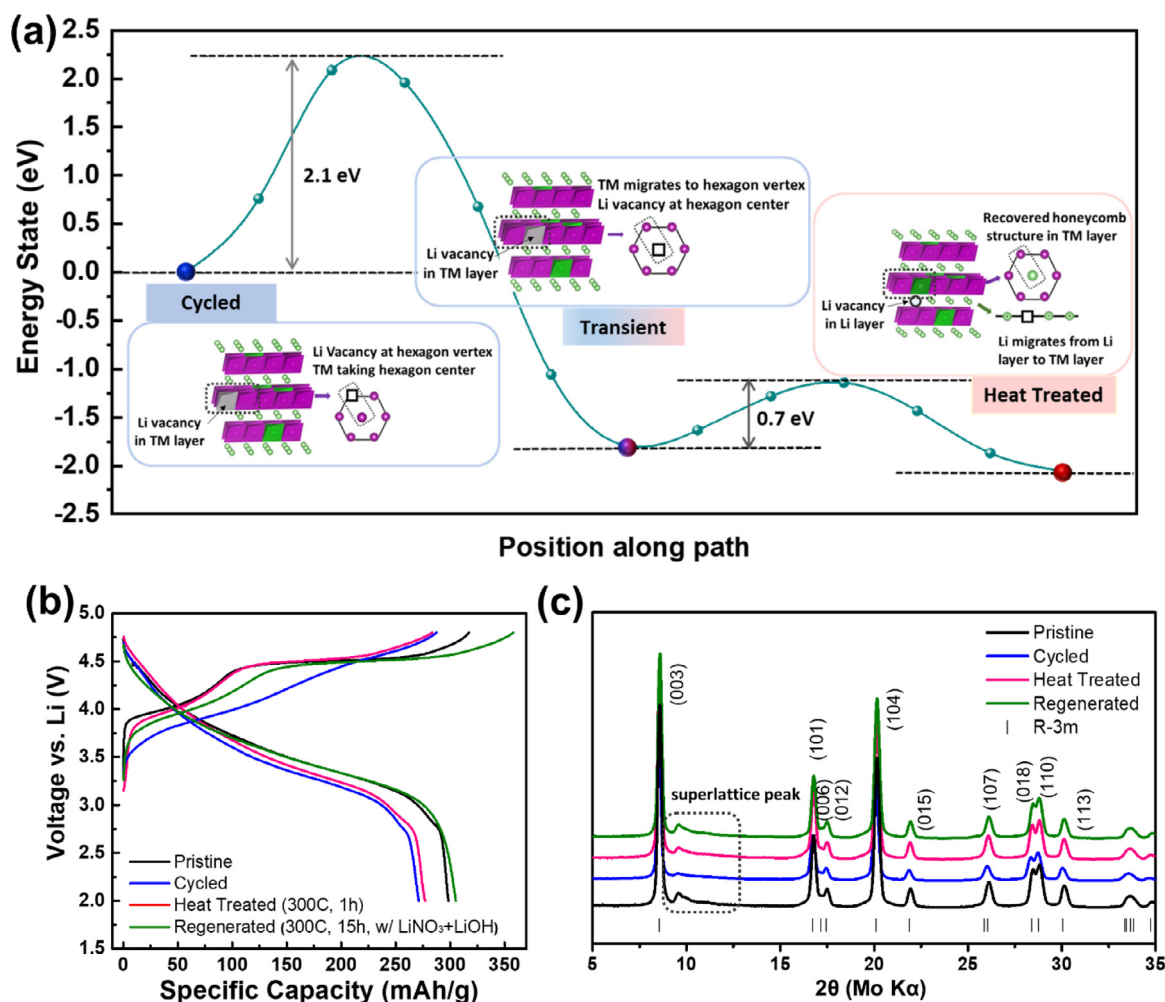 (a)
Energy State (eV)
2.5
2.0
1.5
1.0
0.5
0.0
-0.5
-1.0
-1.5
-2.0
-2.5
2.1 eV
Cycled
Li Vacancy at hexagon vertex
TM taking hexagon center
Li vacancy
in TM layer
TM migrates to hexagon vertex
Li vacancy at hexagon center
Li vacancy
in TM layer
Transient
0.7 eV
Recovered honeycomb
structure in TM layer
Li vacancy
in Li layer
Li migrates from Li
layer to TM layer
Heat Treated
Position along path
(b)
Voltage vs. Li (V)
5.0
4.5
4.0
3.5
3.0
2.5
2.0
1.5
Pristine
Cycled
Heat Treated (300C, 1h)
Regenerated (300C, 15h, w/ LiNO₃+LiOH)
0 50 100 150 200 250 300 350
Specific Capacity (mAh/g)
(c)
Pristine
Cycled
Heat Treated
Regenerated
R-3m
(003)
superlattice peak
(101)
(006)
(012)
(104)
(015)
(107)
(018)
(110)
(113)
5 10 15 20 25 30 35
2θ (Mo Kα)